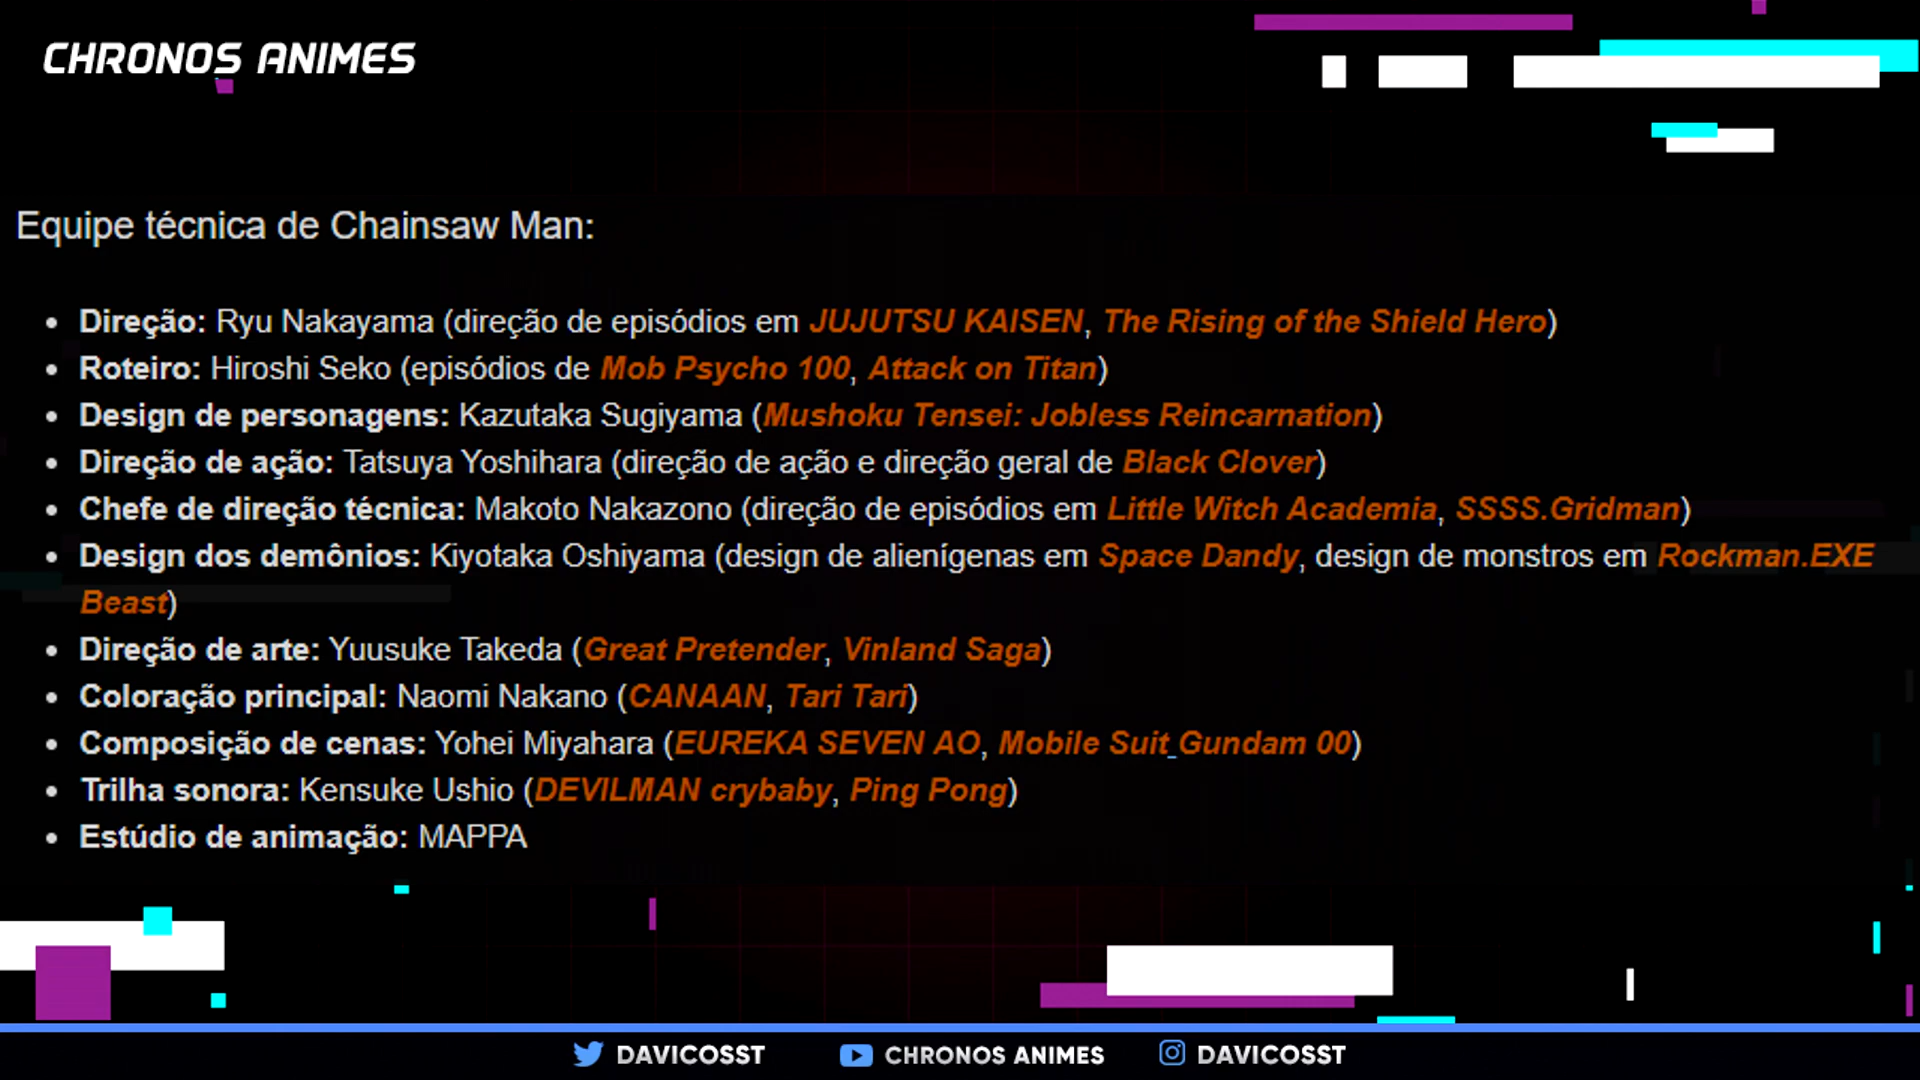 CHRONOS ANIMES
Equipe técnica de Chainsaw Man:
• Direção: Ryu Nakayama (direção de episódios em JUJUTSU KAISEN, The Rising of the Shield Hero)
• Roteiro: Hiroshi Seko (episódios de Mob Psycho 100, Attack on Titan)
• Design de personagens: Kazutaka Sugiyama (Mushoku Tensei: Jobless Reincarnation)
• Direção de ação: Tatsuya Yoshihara (direção de ação e direção geral de Black Clover)
• Chefe de direção técnica: Makoto Nakazono (direção de episódios em Little Witch Academia, SSSS.Gridman)
• Design dos demônios: Kiyotaka Oshiyama (design de alienígenas em Space Dandy, design de monstros em Rockman.EXE
Beast)
• Direção de arte: Yuusuke Takeda (Great Pretender, Vinland Saga)
• Coloração principal: Naomi Nakano (CANAAN, Tari Tari)
• Composição de cenas: Yohei Miyahara (EUREKA SEVEN AO, Mobile Suit Gundam 00)
• Trilha sonora: Kensuke Ushio (DEVILMAN crybaby, Ping Pong)
• Estúdio de animação: MAPPA
DAVICOSST CHRONOS ANIMES DAVICOSST